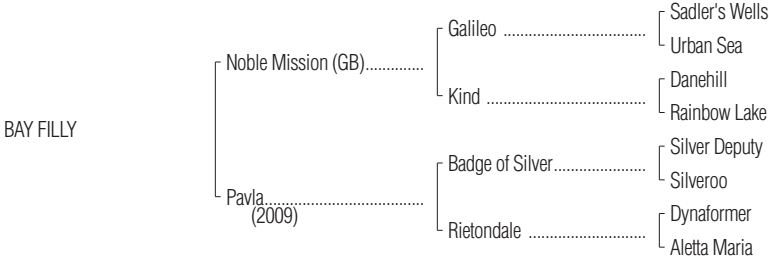 Sadler's Wells
Galileo ................................
Urban Sea
Noble Mission (GB).............
Danehill
Kind ....................................
Rainbow Lake
BAY FILLY
Silver Deputy
Badge of Silver.....................
Silveroo
Pavla....................................
(2009)
Dynaformer
Rietondale ...........................
Aletta Maria